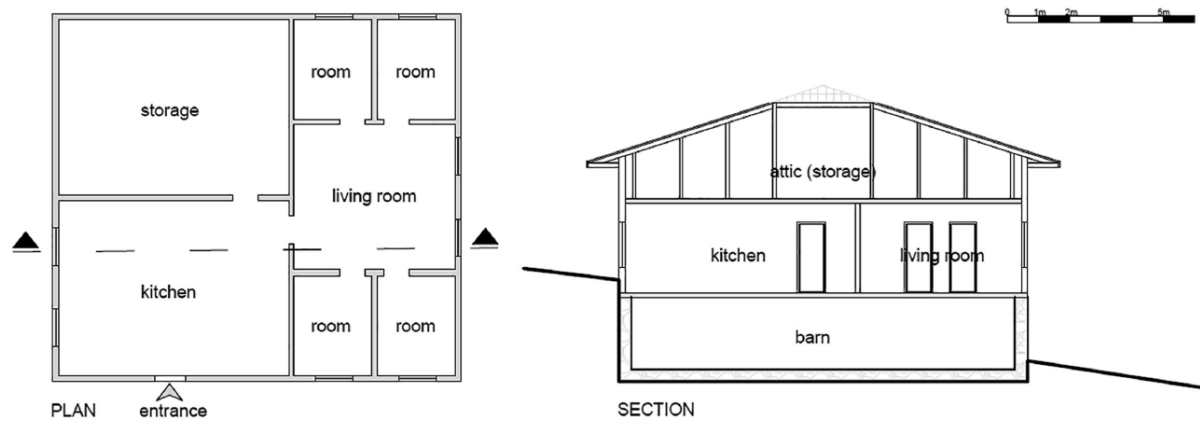 0 1m 2m 5m
room room
storage
living room
kitchen
room room
PLAN entrance
attic (storage)
kitchen living room
barn
SECTION